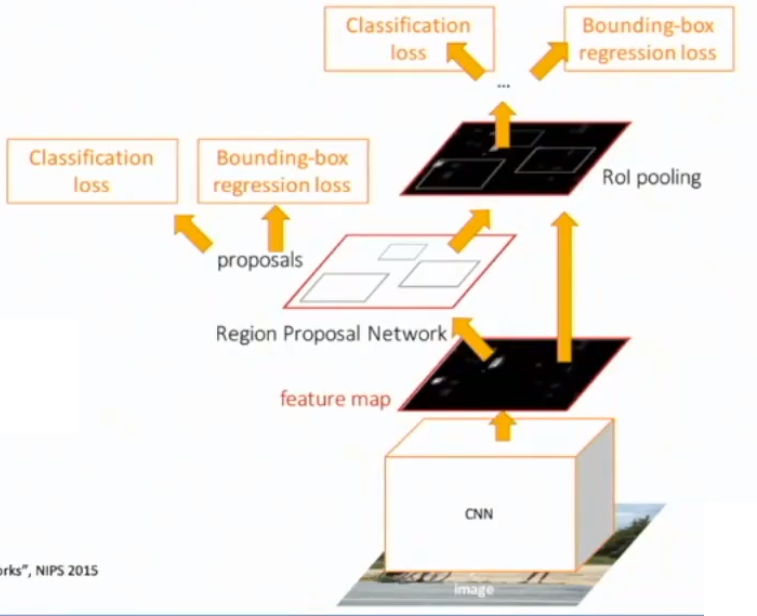 Classification
loss
Bounding-box
regression loss
...
Classification
loss
Bounding-box
regression loss
RoI pooling
proposals
Region Proposal Network
feature map
CNN
image
orks", NIPS 2015